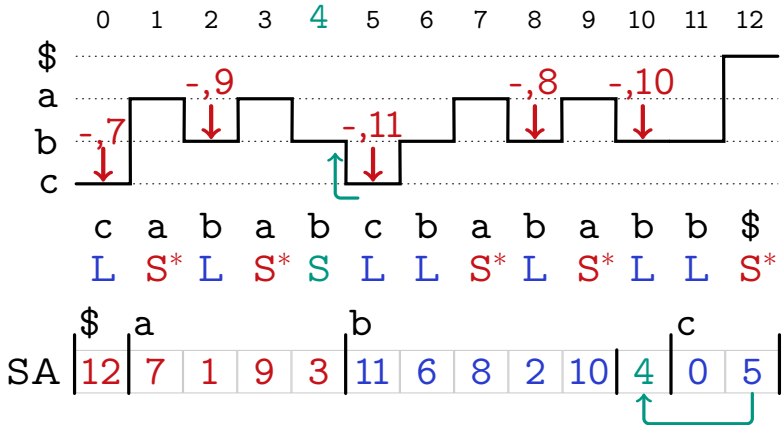 0 1 2 3 4 5 6 7 8 9 10 11 12
$
-,9 -,8 -,10
a
-,7 -,11
b
c
c a b a b c b a b a b b $
L S* L S* S L L S* L S* L L S*
$ a b c
SA 12 7 1 9 3 11 6 8 2 10 4 0 5